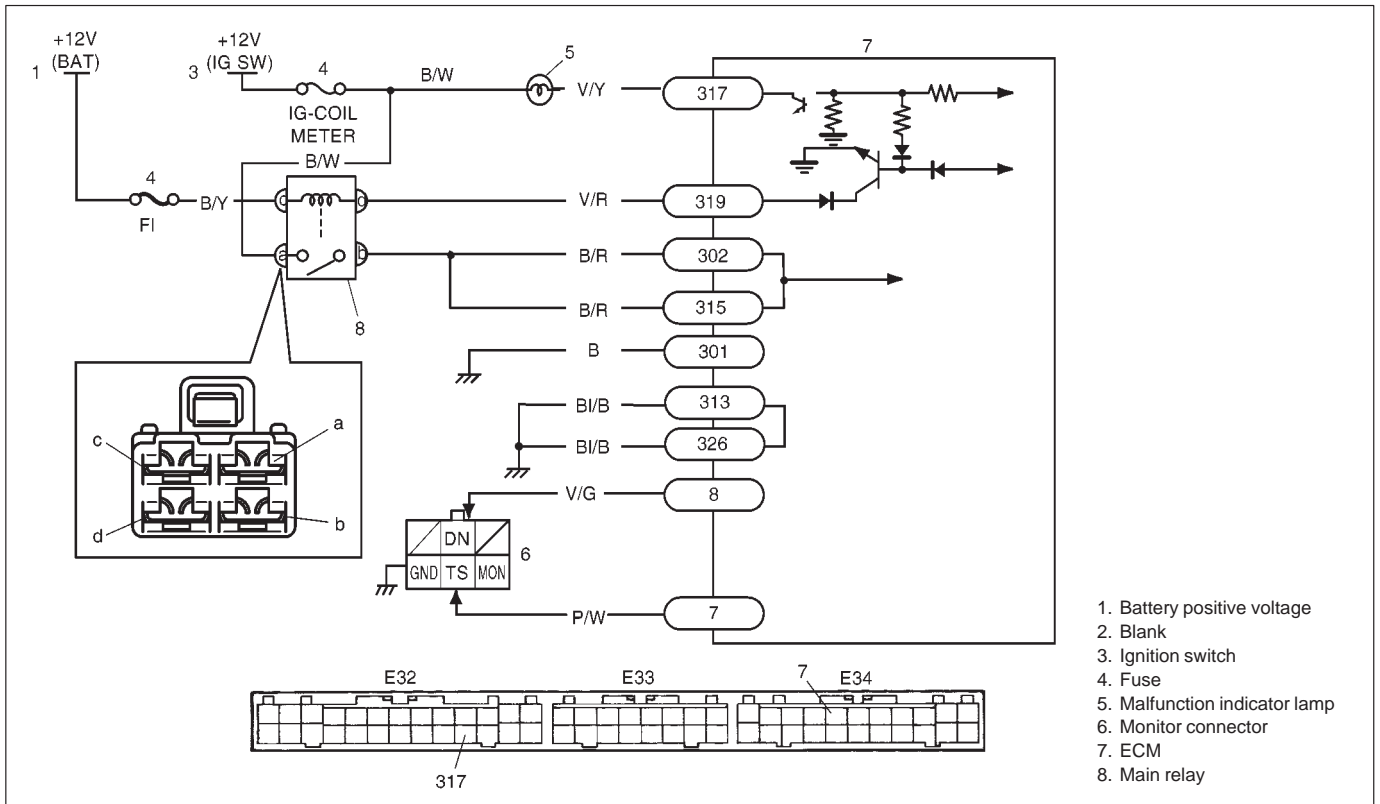 +12V
(BAT)
1
+12V
(IG SW)
3
4
IG-COIL
METER
B/W
5
V/Y
317
7
B/W
4
FI
B/Y
c
d
V/R
319
a
b
B/R
302
B/R
315
8
B
301
BI/B
313
BI/B
326
V/G
8
DN
GND TS MON
6
P/W
7
c
a
d
b
E32
E33
7
E34
317
1. Battery positive voltage
2. Blank
3. Ignition switch
4. Fuse
5. Malfunction indicator lamp
6. Monitor connector
7. ECM
8. Main relay